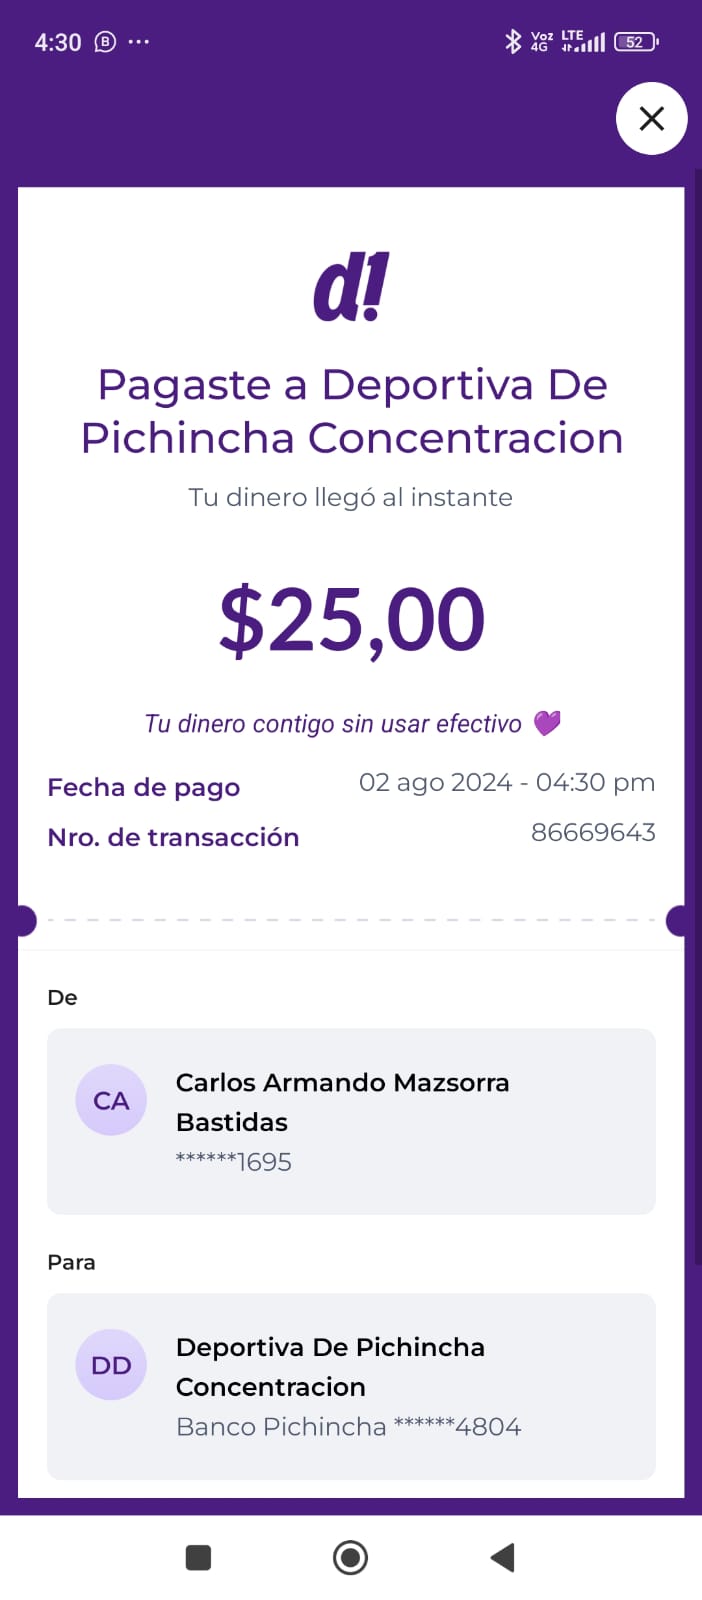 4:30
Voz 4G LTE 52
d!
Pagaste a Deportiva De
Pichincha Concentracion
Tu dinero llegó al instante
$25,00
Tu dinero contigo sin usar efectivo 💜
Fecha de pago 02 ago 2024 - 04:30 pm
Nro. de transacción 86669643
De
CA
Carlos Armando Mazsorra
Bastidas
******1695
Para
DD
Deportiva De Pichincha
Concentracion
Banco Pichincha ******4804